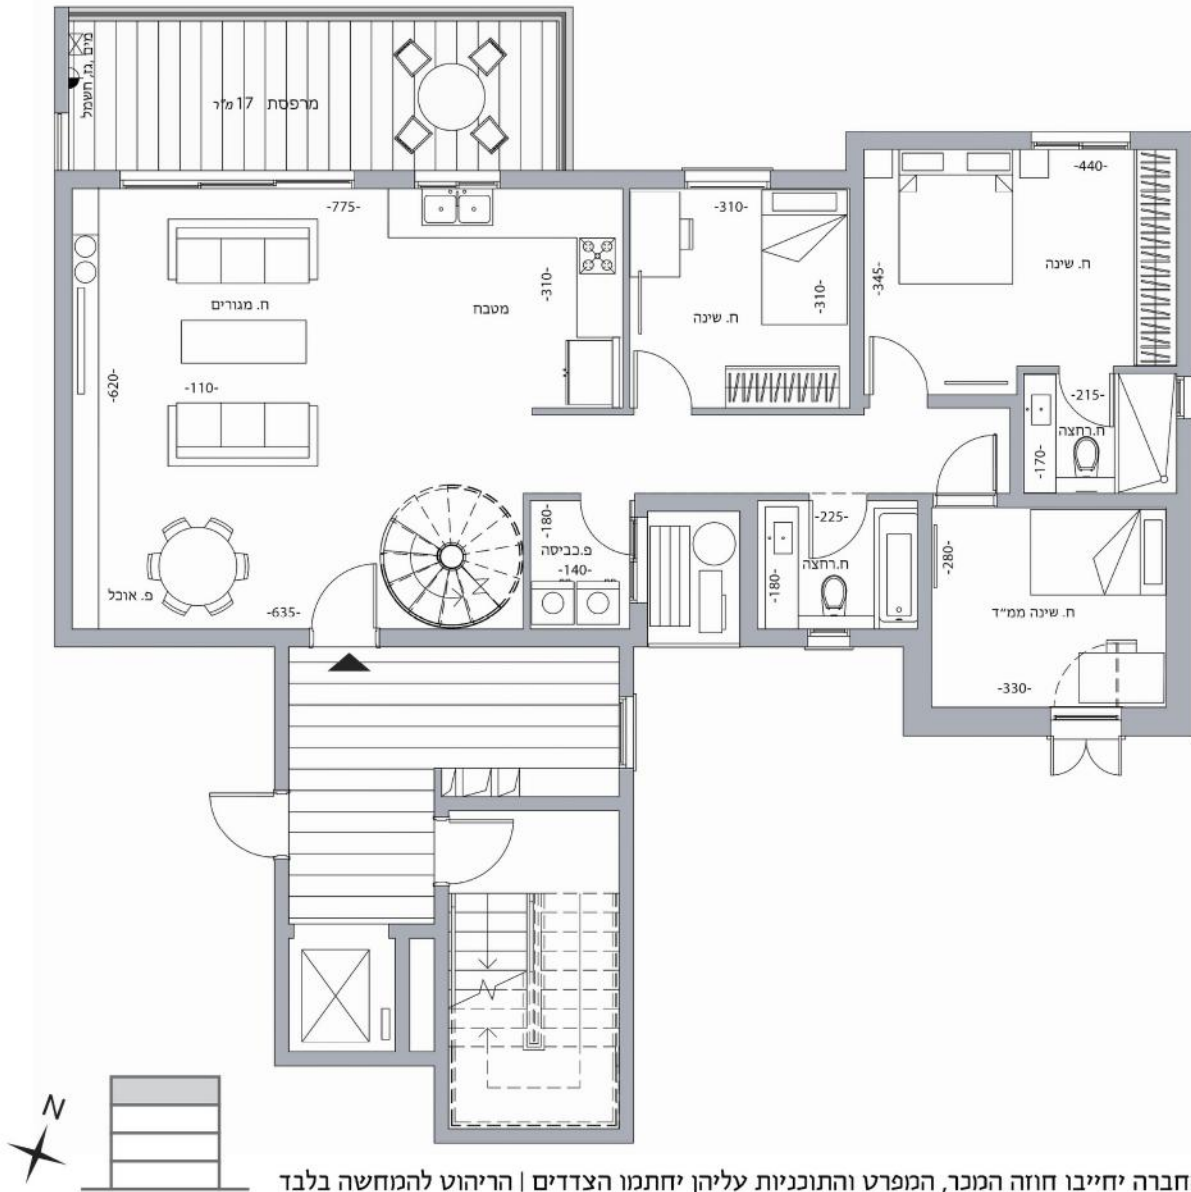 מים ,גז, חשמל
מרפסת 17 מ״ר
-775-
-310-
-440-
ח. שינה
-345-
-310-
-310-
מטבח
ח. מגורים
ח. שינה
-620-
-110-
-215-
ח.רחצה
-170-
-180-
פ.כביסה
-140-
-225-
ח.רחצה
-180-
-280-
פ. אוכל
-635-
ח. שינה ממ״ד
-330-
N
חברה יחייבו חוזה המכר, המפרט והתוכניות עליהן יחתמו הצדדים | הריהוט להמחשה בלבד